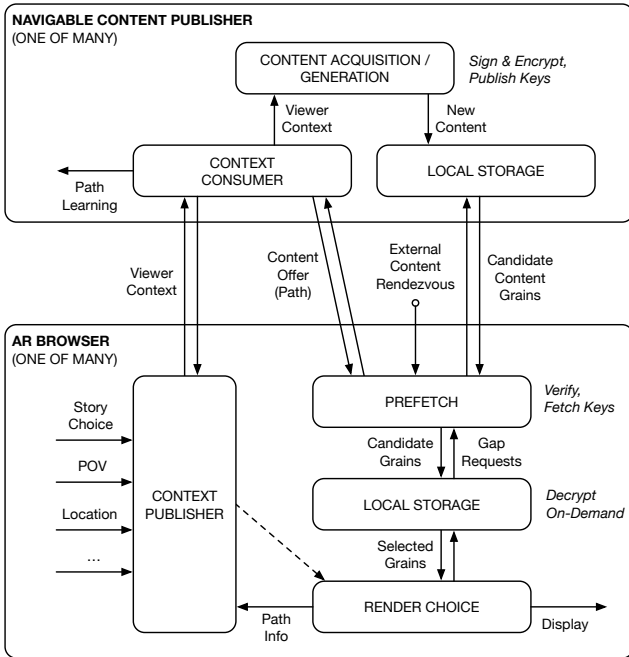 NAVIGABLE CONTENT PUBLISHER
(ONE OF MANY)
CONTENT ACQUISITION /
GENERATION
Sign & Encrypt,
Publish Keys
Viewer
Context
New
Content
CONTEXT
CONSUMER
LOCAL STORAGE
Path
Learning
Viewer
Context
Content
Offer
(Path)
External
Content
Rendezvous
Candidate
Content
Grains
AR BROWSER
(ONE OF MANY)
Story
Choice
POV
Location
...
CONTEXT
PUBLISHER
PREFETCH
Verify,
Fetch Keys
Candidate
Grains
Gap
Requests
LOCAL STORAGE
Decrypt
On-Demand
Selected
Grains
RENDER CHOICE
Path
Info
Display